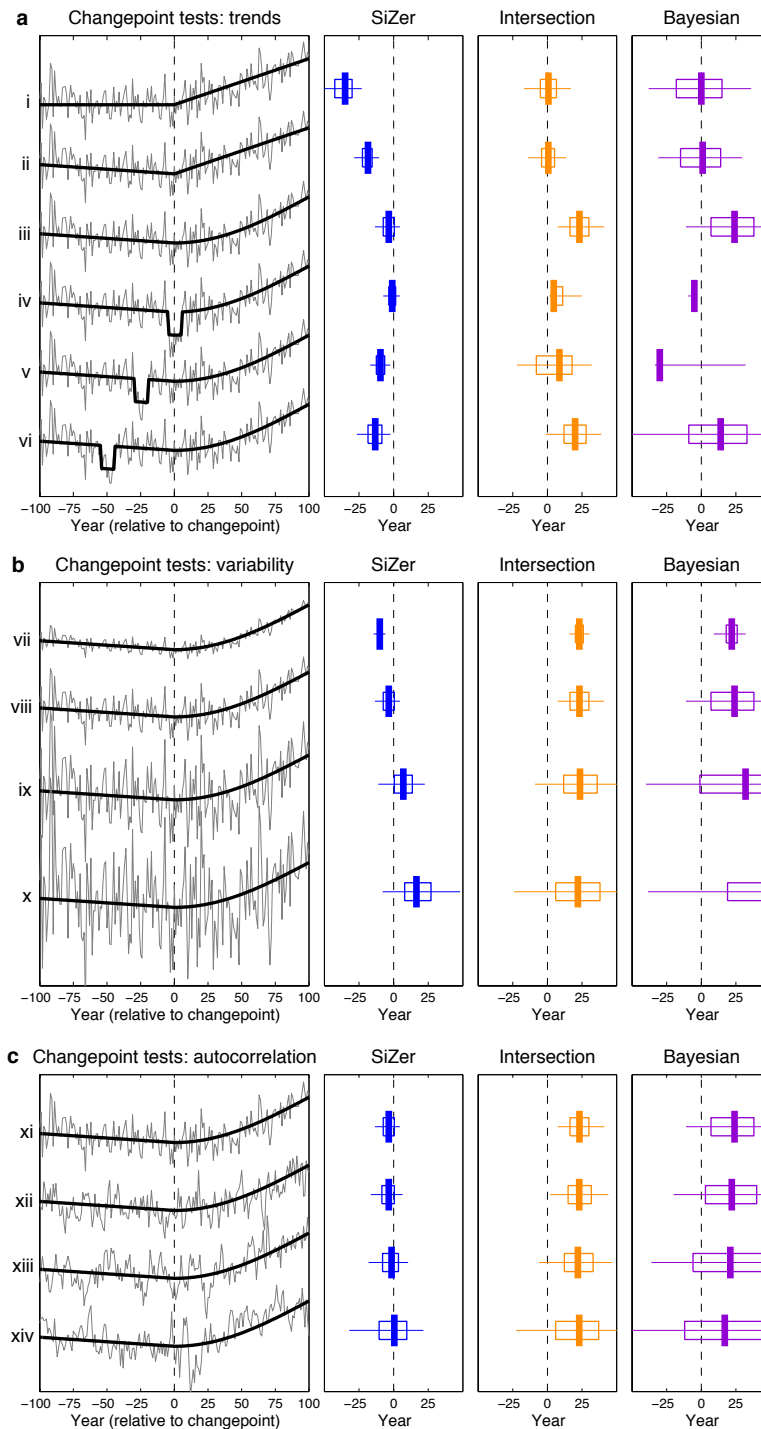 a Changepoint tests: trends SiZer Intersection Bayesian
i
ii
iii
iv
v
vi
−100 −75 −50 −25 0 25 50 75 100 −25 0 25 −25 0 25 −25 0 25
Year (relative to changepoint) Year Year Year
b Changepoint tests: variability SiZer Intersection Bayesian
vii
viii
ix
x
−100 −75 −50 −25 0 25 50 75 100 −25 0 25 −25 0 25 −25 0 25
Year (relative to changepoint) Year Year Year
c Changepoint tests: autocorrelation SiZer Intersection Bayesian
xi
xii
xiii
xiv
−100 −75 −50 −25 0 25 50 75 100 −25 0 25 −25 0 25 −25 0 25
Year (relative to changepoint) Year Year Year